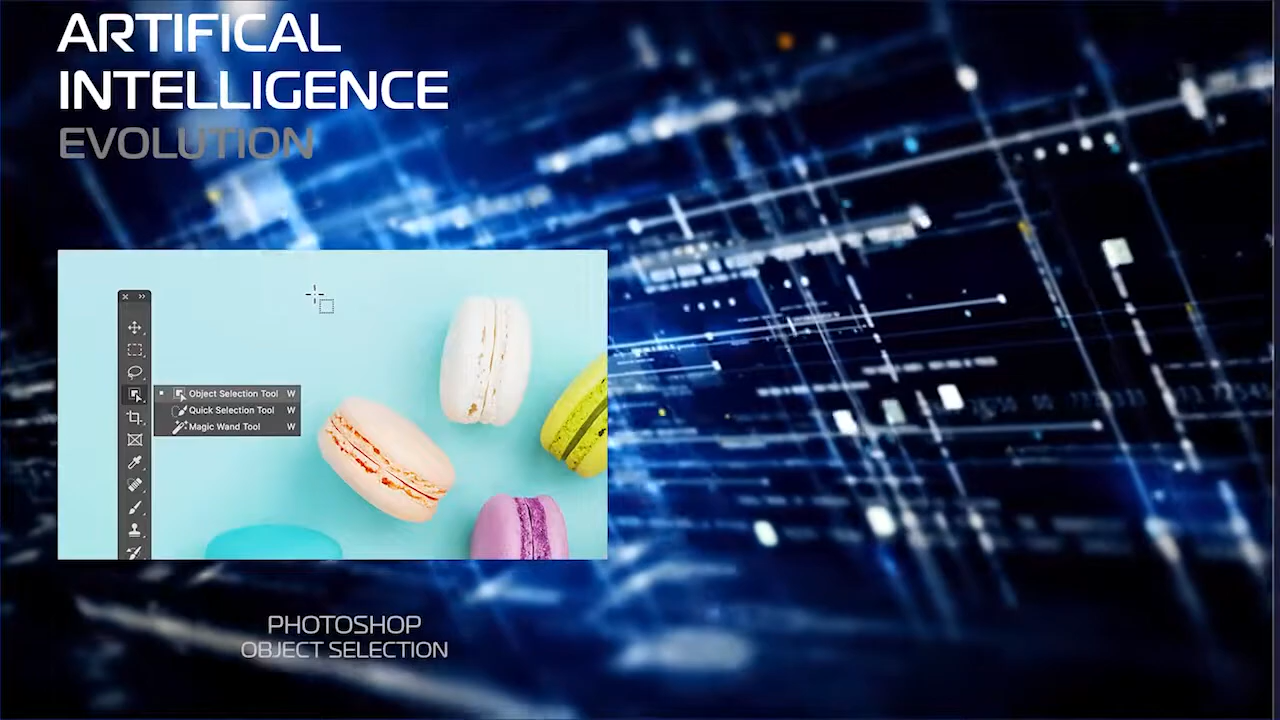 ARTIFICAL
INTELLIGENCE
EVOLUTION
Object Selection Tool W
Quick Selection Tool W
Magic Wand Tool W
PHOTOSHOP
OBJECT SELECTION